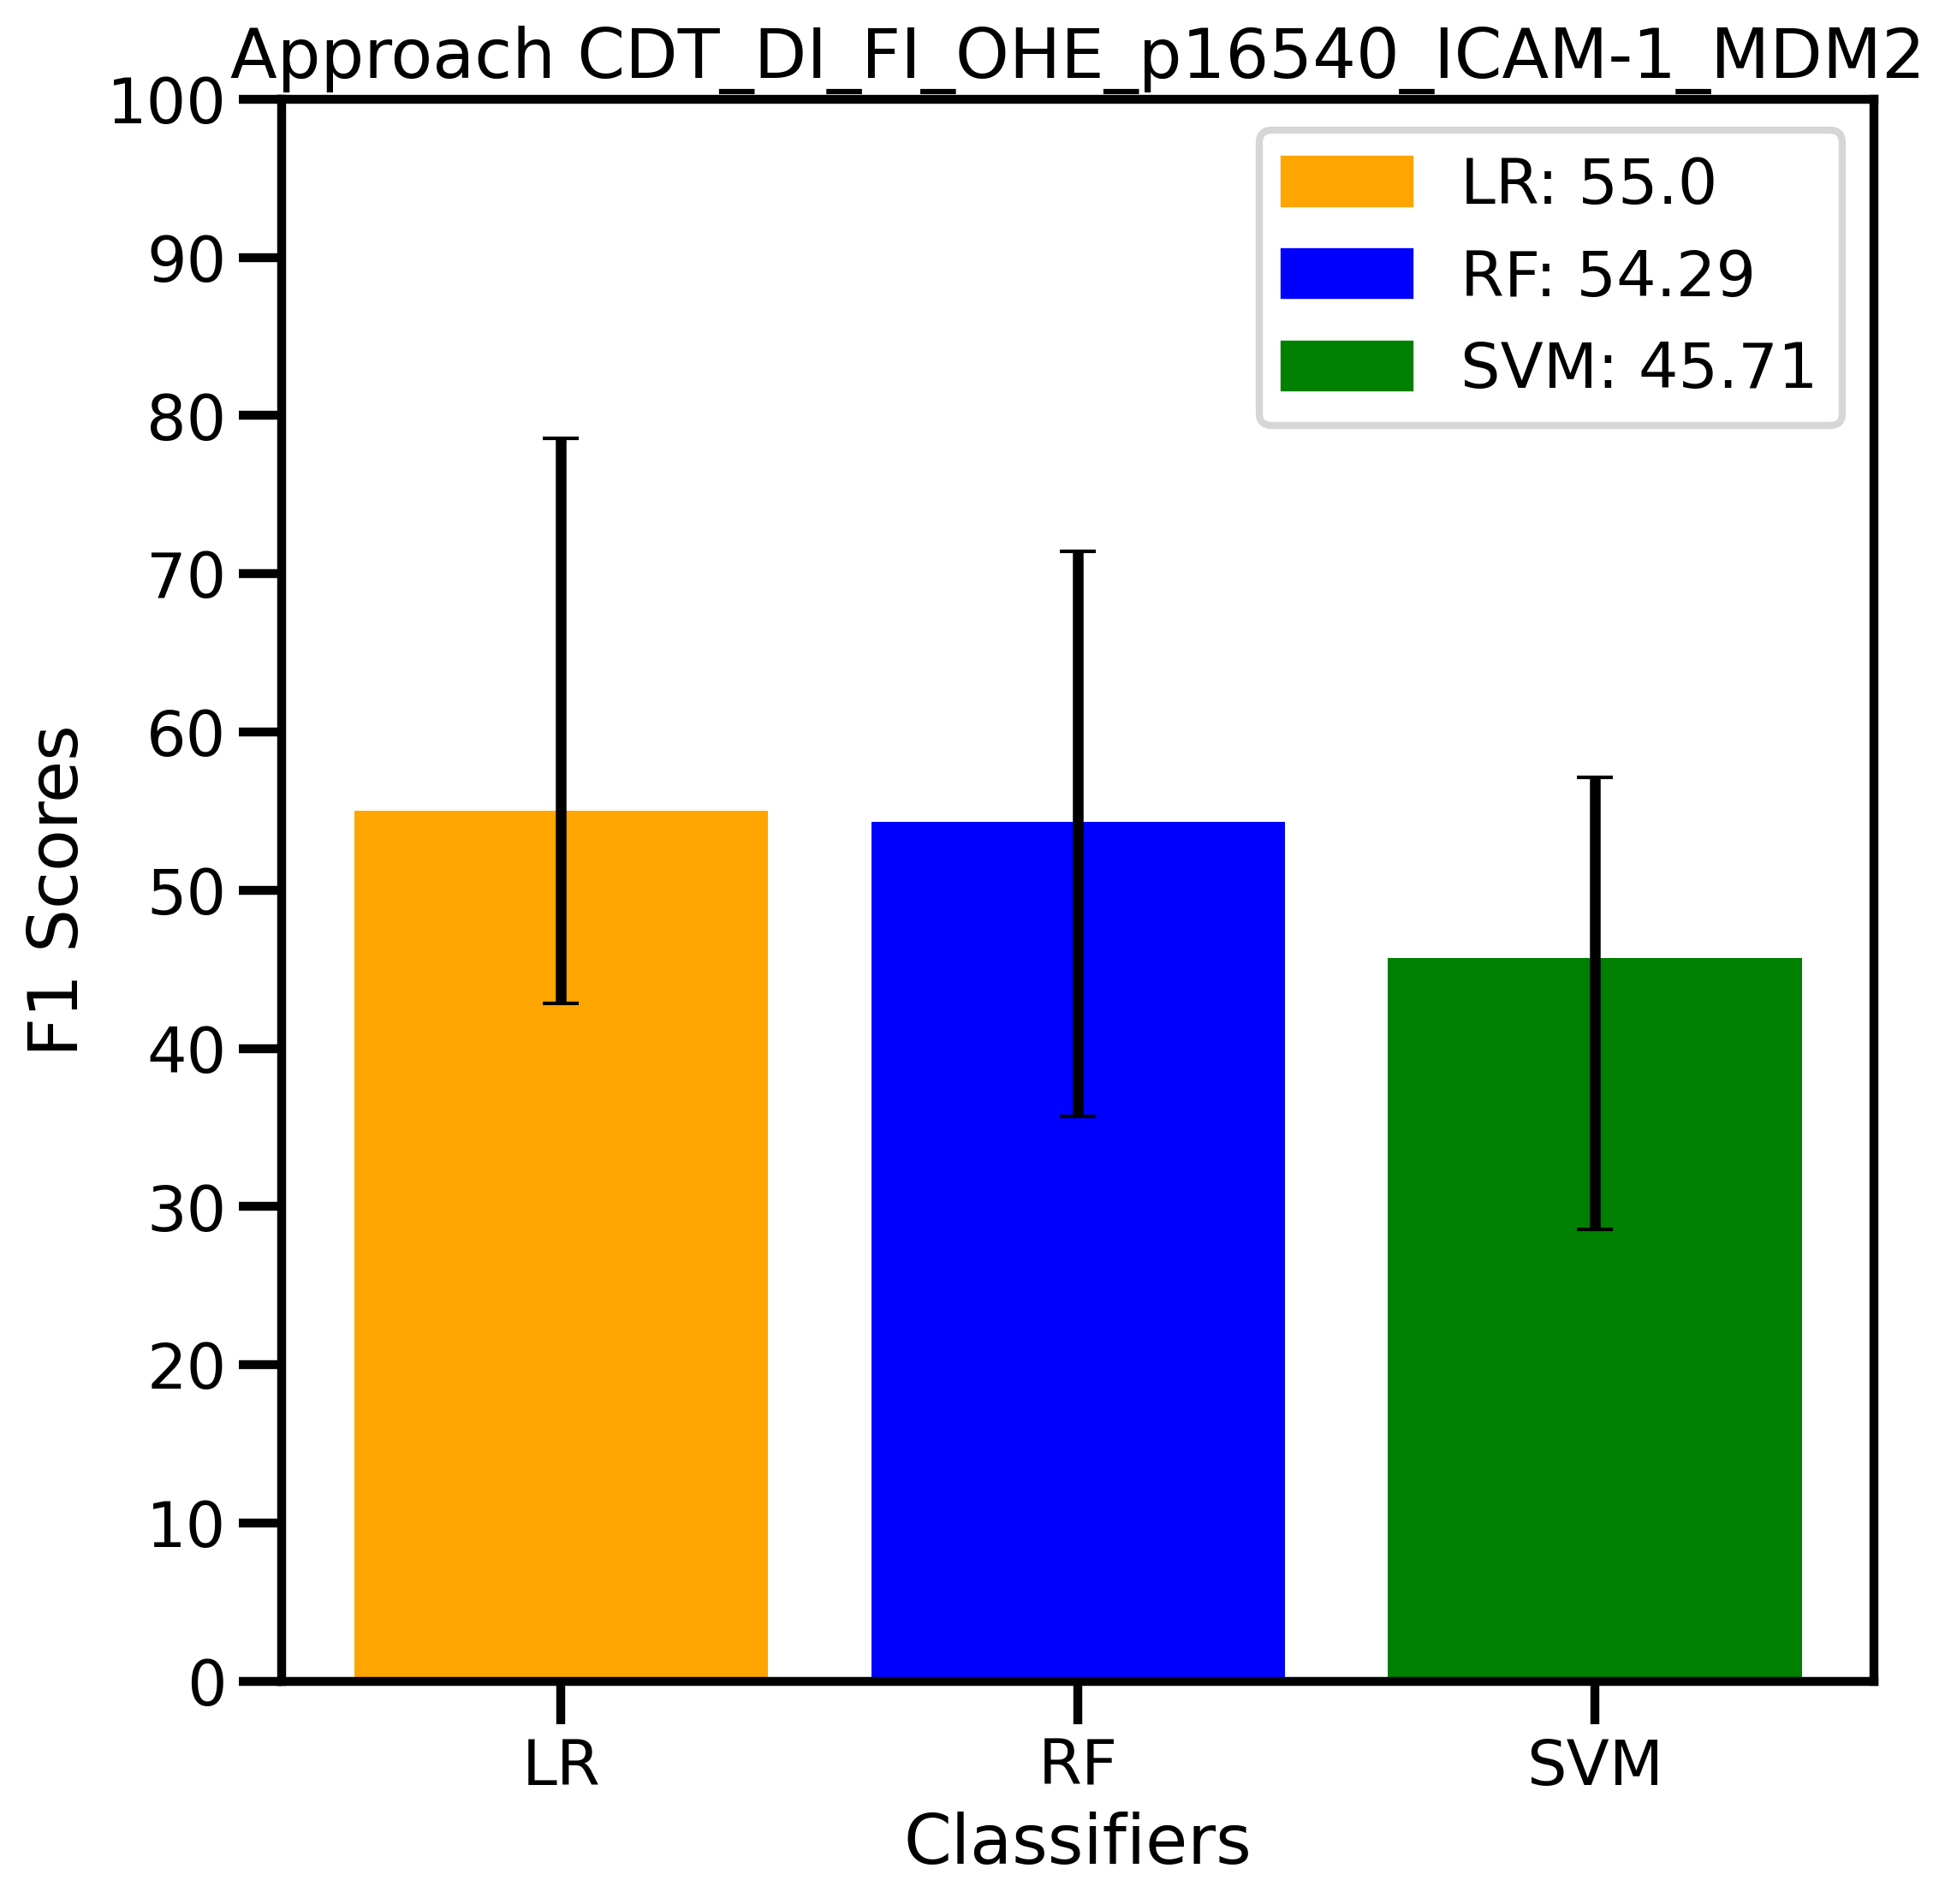 Approach CDT_DI_FI_OHE_p16540_ICAM-1_MDM2
100
90
80
70
60
50
40
30
20
10
0
F1 Scores
LR: 55.0
RF: 54.29
SVM: 45.71
LR
RF
SVM
Classifiers